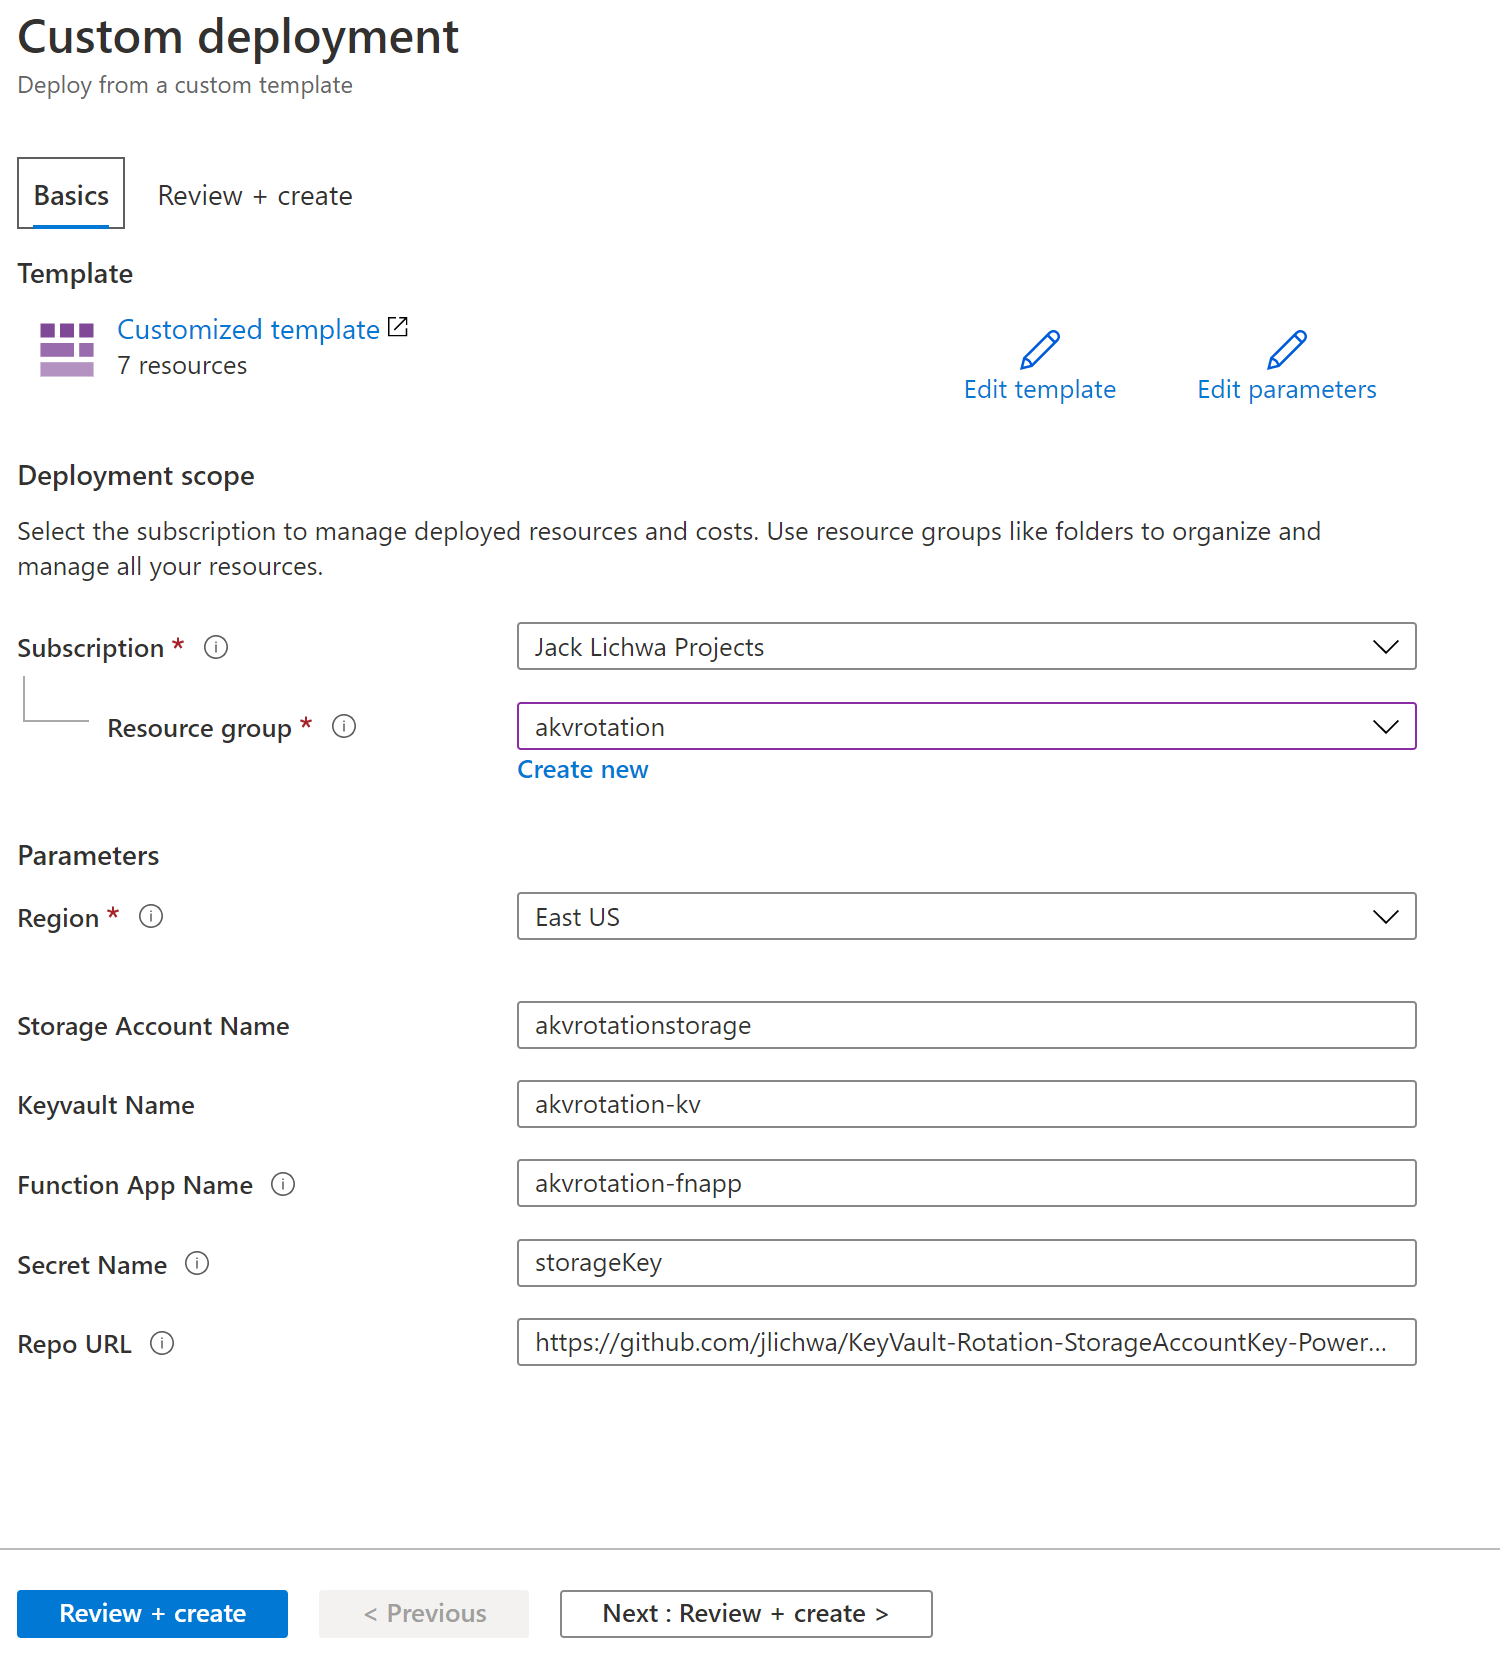 Custom deployment
Deploy from a custom template
Basics
Review + create
Template
Customized template
7 resources
Edit template
Edit parameters
Deployment scope
Select the subscription to manage deployed resources and costs. Use resource groups like folders to organize and
manage all your resources.
Subscription *
Jack Lichwa Projects
Resource group *
akvrotation
Create new
Parameters
Region *
East US
Storage Account Name
akvrotationstorage
Keyvault Name
akvrotation-kv
Function App Name
akvrotation-fnapp
Secret Name
storageKey
Repo URL
https://github.com/jlichwa/KeyVault-Rotation-StorageAccountKey-Power...
Review + create
< Previous
Next : Review + create >